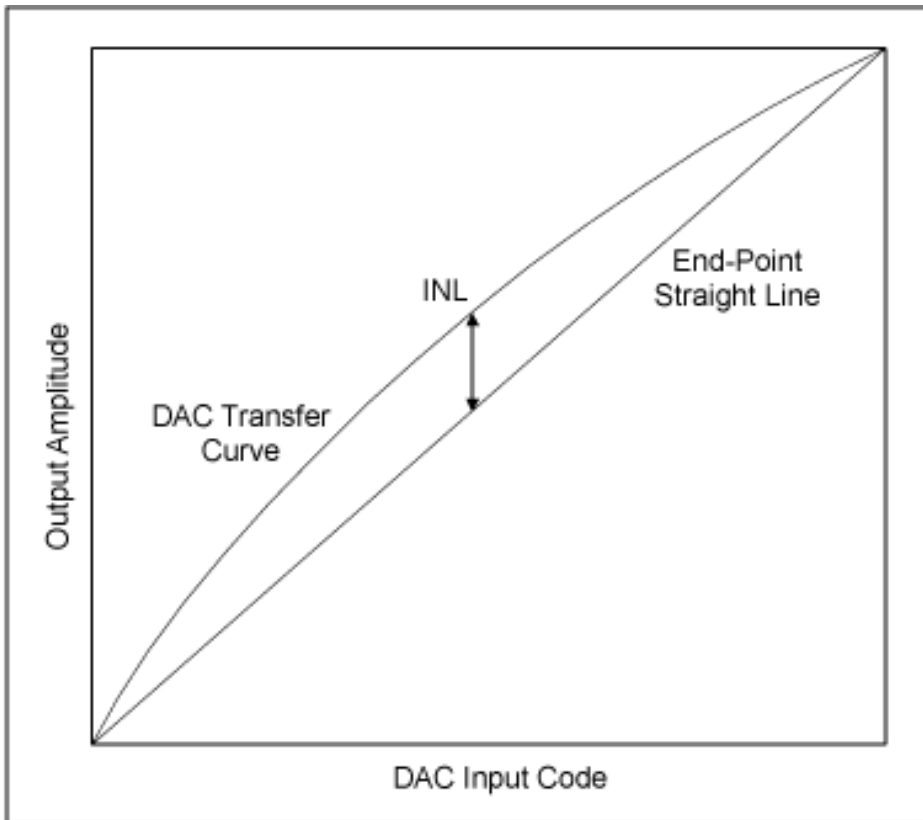 End-Point
Straight Line
INL
DAC Transfer
Curve
Output Amplitude
DAC Input Code